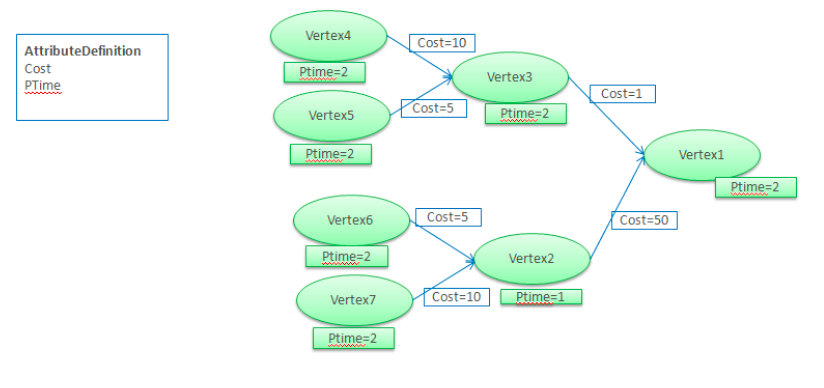 AttributeDefinition
Cost
PTime
Vertex4
Ptime=2
Cost=10
Vertex5
Ptime=2
Cost=5
Vertex3
Ptime=2
Cost=1
Vertex1
Ptime=2
Vertex6
Ptime=2
Cost=5
Vertex7
Ptime=2
Cost=10
Vertex2
Ptime=1
Cost=50